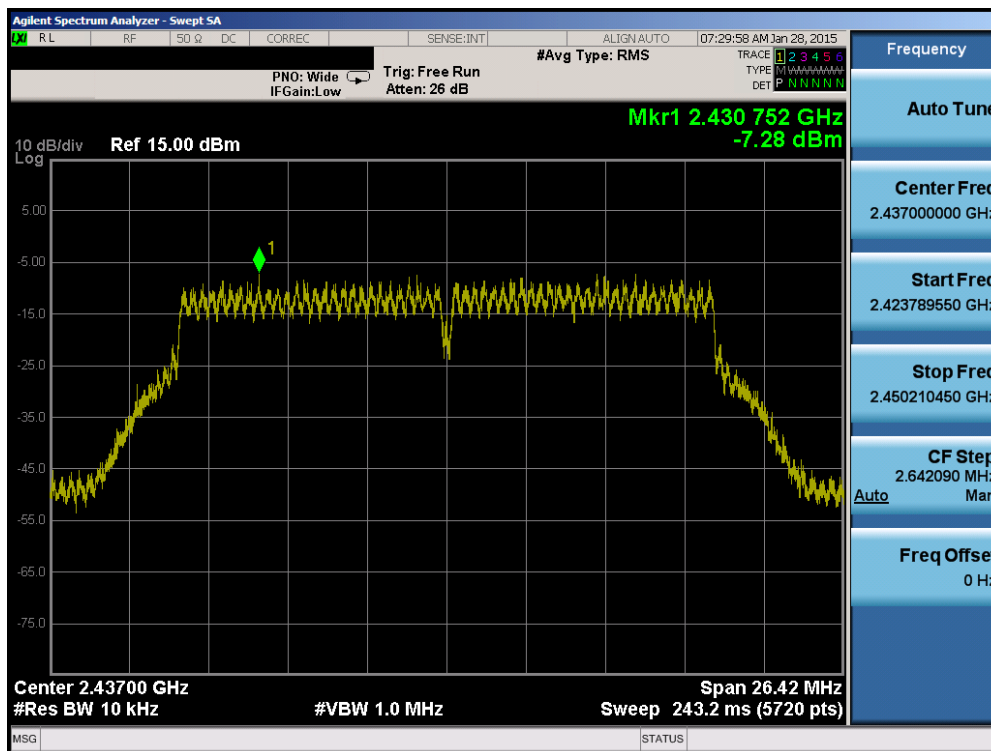 Agilent Spectrum Analyzer - Swept SA
LXI RL RF 50 Ω DC CORREC SENSE:INT ALIGN AUTO 07:29:58 AM Jan 28, 2015
#Avg Type: RMS
TRACE 1 2 3 4 5 6
TYPE M W W W W W
DET P N N N N N
PNO: Wide Trig: Free Run
IFGain:Low Atten: 26 dB
Mkr1 2.430 752 GHz
-7.28 dBm
10 dB/div Ref 15.00 dBm
Log
5.00
1
-5.00
-15.0
-25.0
-35.0
-45.0
-55.0
-65.0
-75.0
Center 2.43700 GHz Span 26.42 MHz
#Res BW 10 kHz #VBW 1.0 MHz Sweep 243.2 ms (5720 pts)
MSG STATUS
Frequency
Auto Tune
Center Freq
2.437000000 GHz
Start Freq
2.423789550 GHz
Stop Freq
2.450210450 GHz
CF Step
2.642090 MHz
Auto Man
Freq Offset
0 Hz